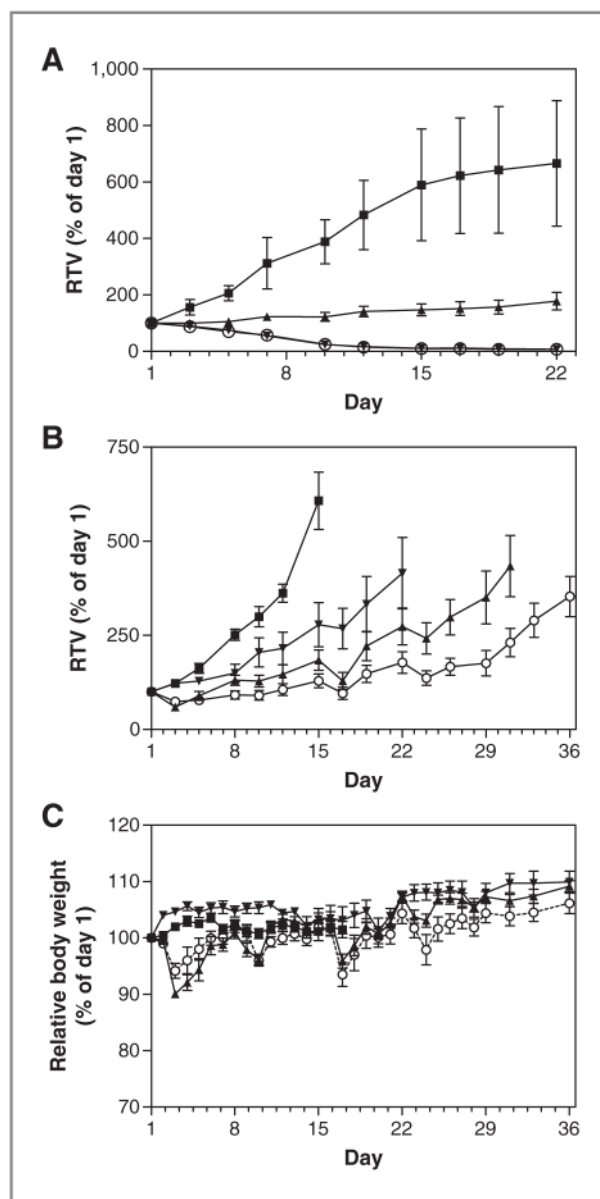 A
1,000
800
600
400
200
0
RTV (% of day 1)
1 8 15 22
Day
B
750
500
250
0
RTV (% of day 1)
1 8 15 22 29 36
Day
C
120
110
100
90
80
70
Relative body weight
(% of day 1)
1 8 15 22 29 36
Day